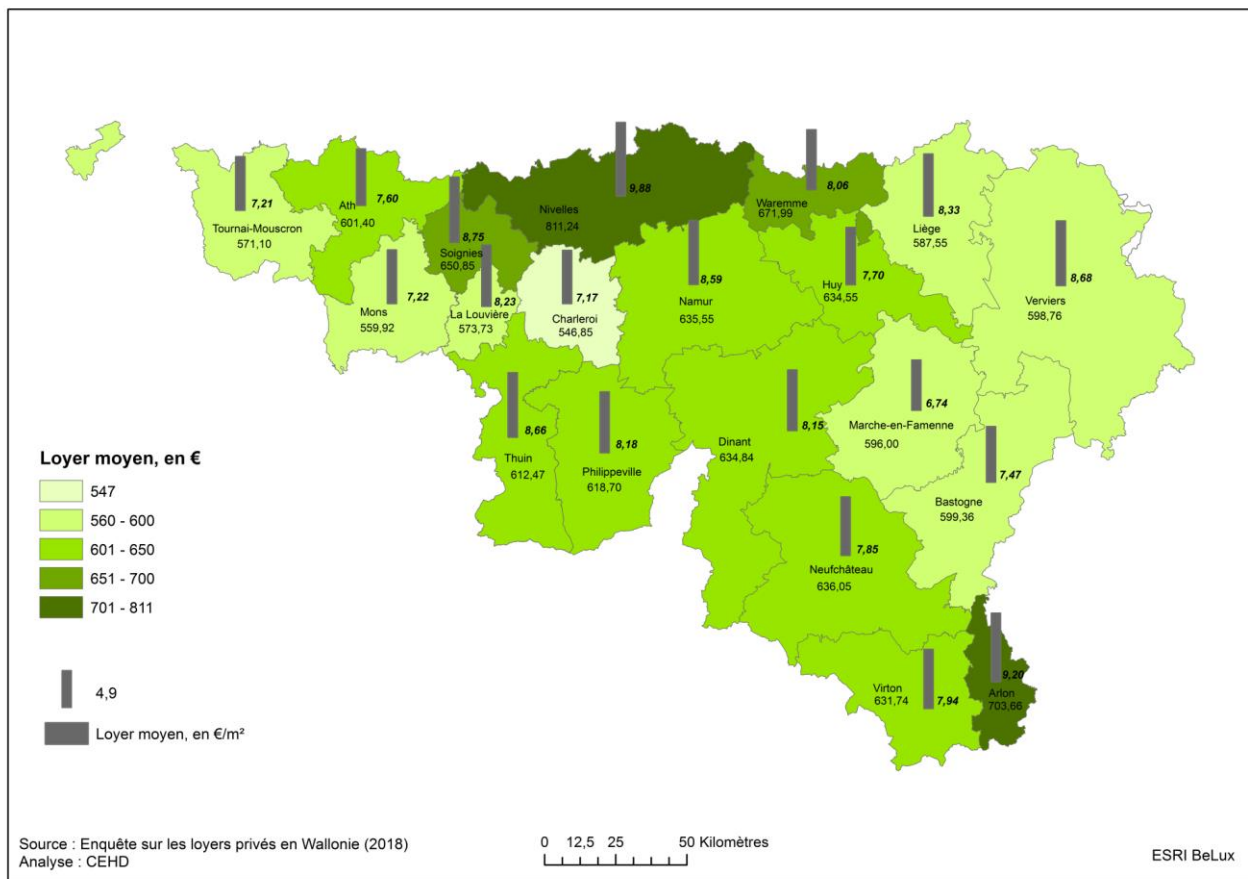 7,21
Tournai-Mouscron
571,10
7,60
Ath
601,40
8,75
Soignies
650,85
9,88
Nivelles
811,24
8,06
Waremme
671,99
8,33
Liège
587,55
8,68
Verviers
598,76
7,22
Mons
559,92
8,23
La Louvière
573,73
7,17
Charleroi
546,85
8,59
Namur
635,55
7,70
Huy
634,55
8,66
Thuin
612,47
8,18
Philippeville
618,70
8,15
Dinant
634,84
6,74
Marche-en-Famenne
596,00
7,47
Bastogne
599,36
7,85
Neufchâteau
636,05
7,94
Virton
631,74
9,20
Arlon
703,66
Loyer moyen, en €
547
560 - 600
601 - 650
651 - 700
701 - 811
4,9
Loyer moyen, en €/m²
Source : Enquête sur les loyers privés en Wallonie (2018)
Analyse : CEHD
0 12,5 25 50 Kilomètres
ESRI BeLux